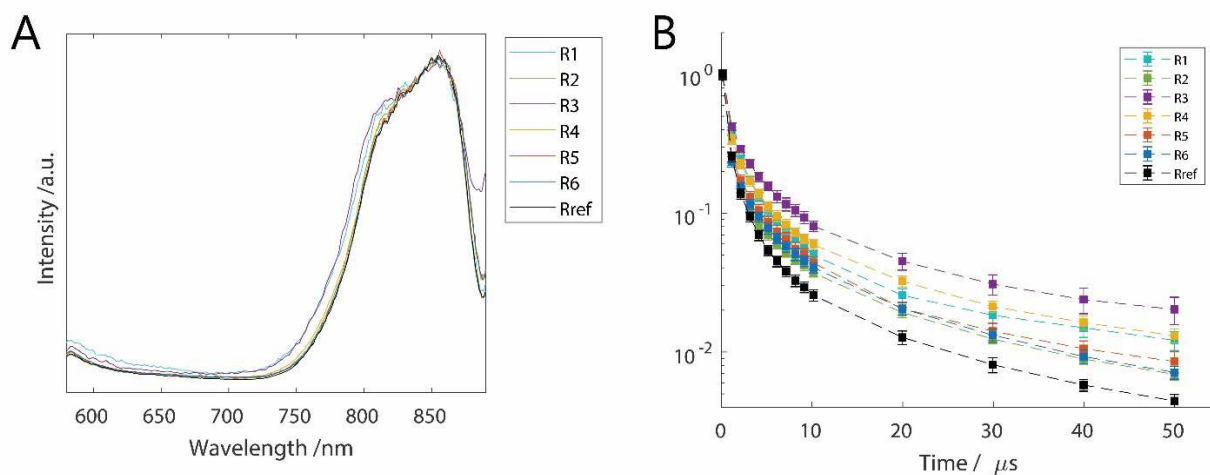 A
Intensity /a.u.
600
650
700
750
800
850
Wavelength /nm
R1
R2
R3
R4
R5
R6
Rref
B
10^0
10^-1
10^-2
0
10
20
30
40
50
Time / μs
R1
R2
R3
R4
R5
R6
Rref